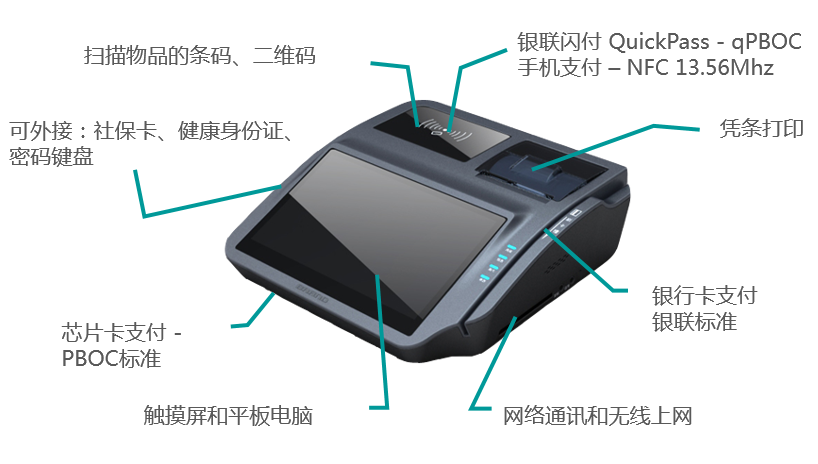 扫描物品的条码、二维码
银联闪付 QuickPass - qPBOC
手机支付 – NFC 13.56Mhz
可外接：社保卡、健康身份证、
密码键盘
凭条打印
银行卡支付
银联标准
芯片卡支付 -
PBOC标准
触摸屏和平板电脑
网络通讯和无线上网